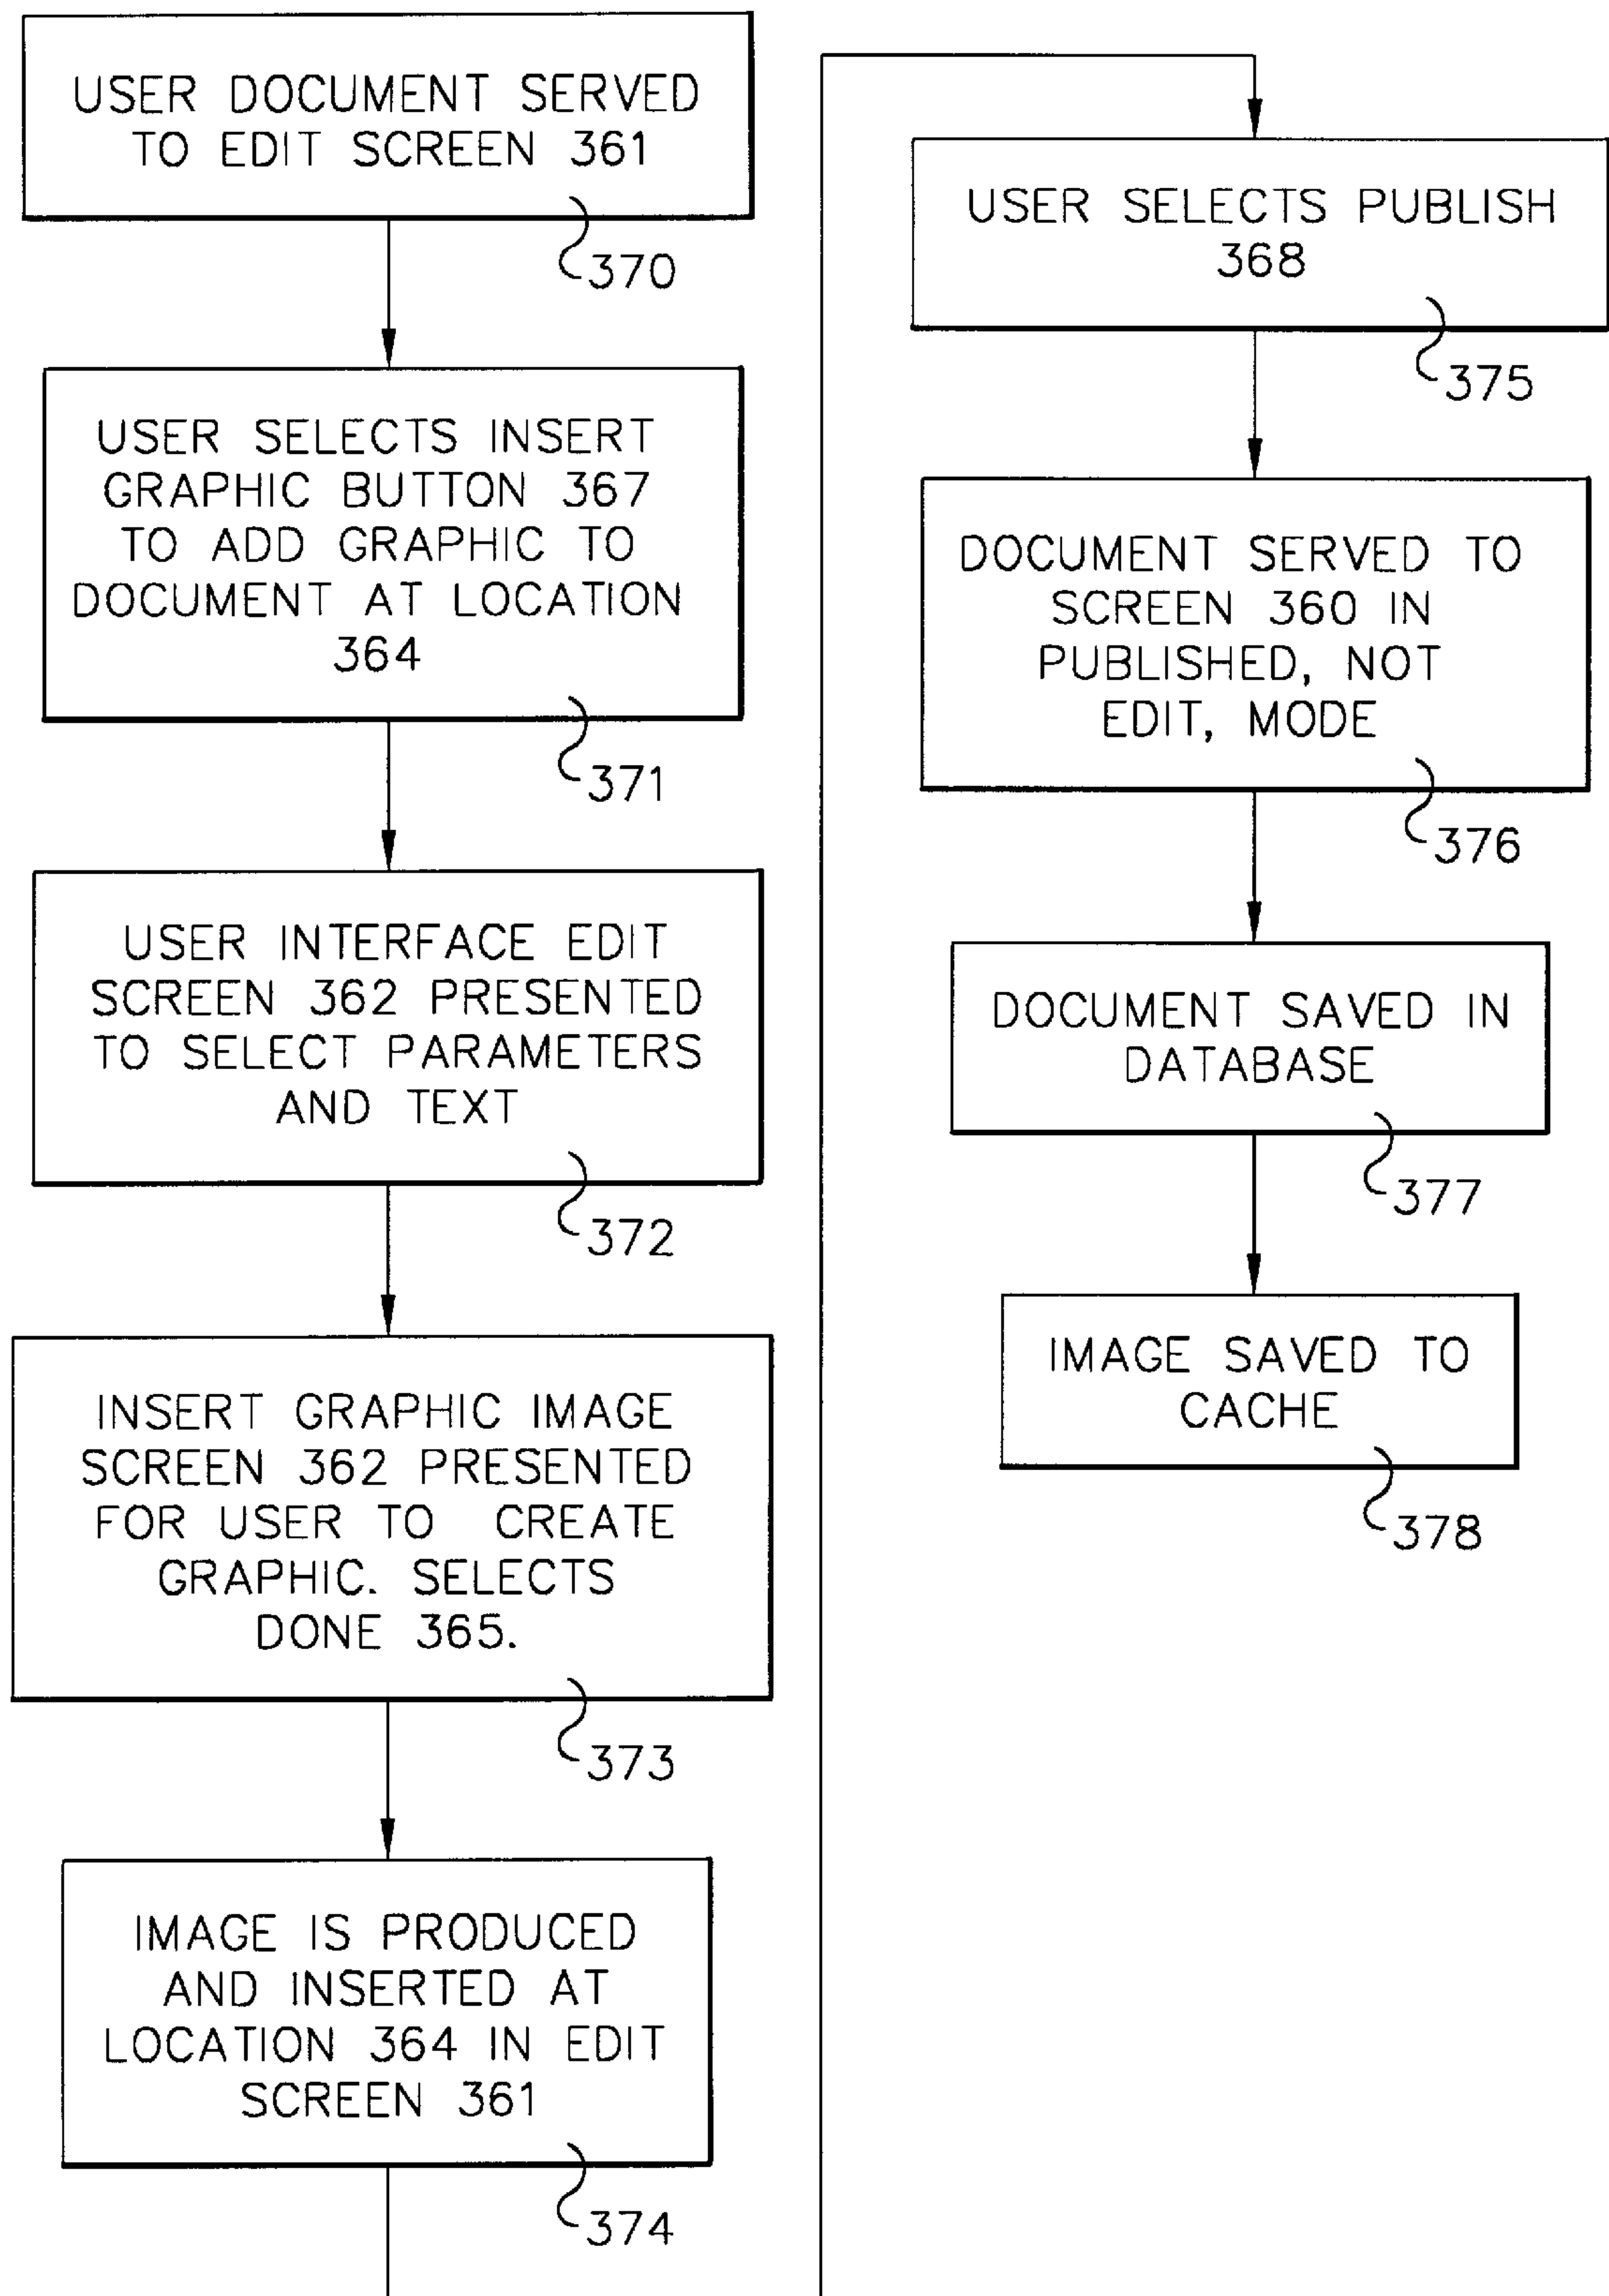 USER DOCUMENT SERVED
TO EDIT SCREEN 361
370
USER SELECTS INSERT
GRAPHIC BUTTON 367
TO ADD GRAPHIC TO
DOCUMENT AT LOCATION
364
371
USER INTERFACE EDIT
SCREEN 362 PRESENTED
TO SELECT PARAMETERS
AND TEXT
372
INSERT GRAPHIC IMAGE
SCREEN 362 PRESENTED
FOR USER TO CREATE
GRAPHIC. SELECTS
DONE 365.
373
IMAGE IS PRODUCED
AND INSERTED AT
LOCATION 364 IN EDIT
SCREEN 361
374
USER SELECTS PUBLISH
368
375
DOCUMENT SERVED TO
SCREEN 360 IN
PUBLISHED, NOT
EDIT, MODE
376
DOCUMENT SAVED IN
DATABASE
377
IMAGE SAVED TO
CACHE
378